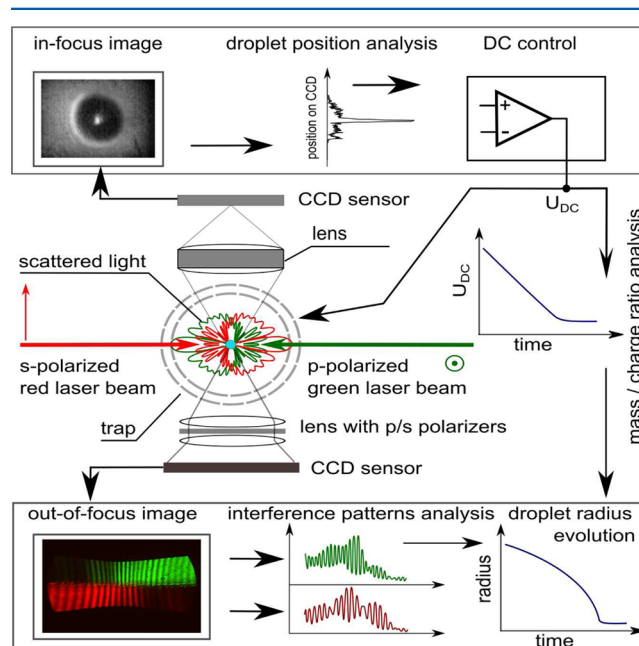 in-focus image
droplet position analysis
DC control
position on CCD
+
-
CCD sensor
U_DC
lens
scattered light
U_DC
time
s-polarized
red laser beam
p-polarized
green laser beam
mass / charge ratio analysis
trap
lens with p/s polarizers
CCD sensor
out-of-focus image
interference patterns analysis
droplet radius
evolution
radius
time